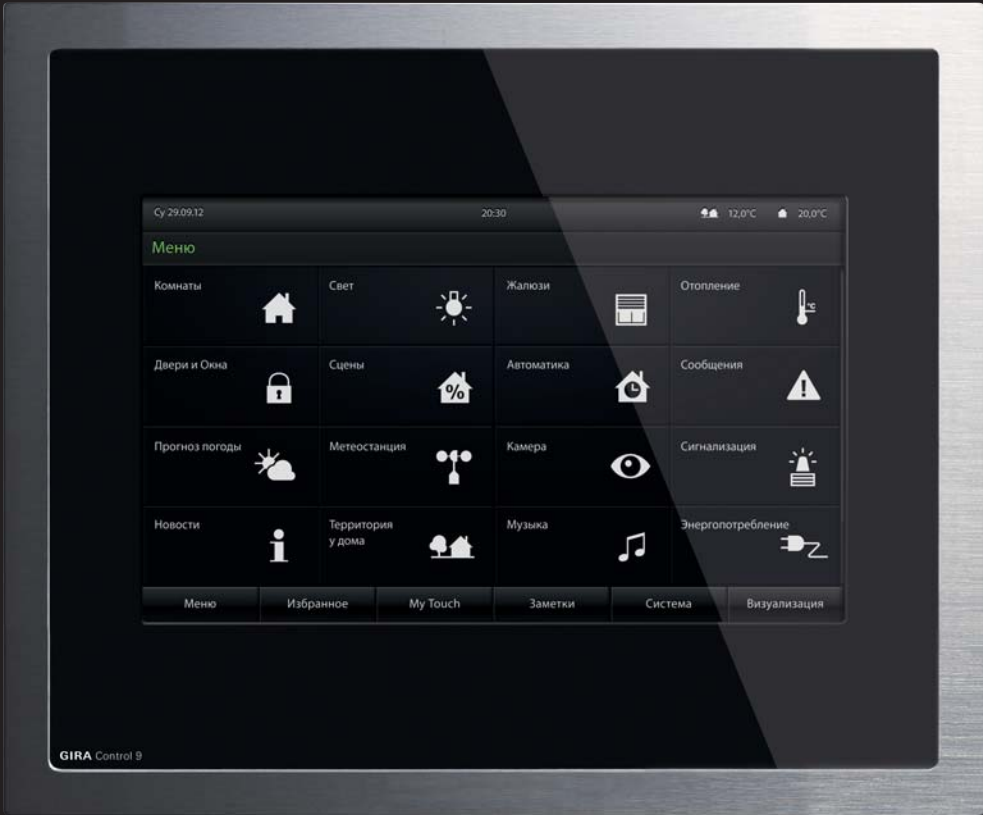 Су 29.09.12
20:30
12,0°C
20,0°C
Меню
Комнаты
Свет
Жалюзи
Отопление
°C
Двери и Окна
Сцены
%
Автоматика
Сообщения
Прогноз погоды
Метеостанция
Камера
Сигнализация
Новости
Территория
у дома
Музыка
Энергопотребление
Меню
Избранное
My Touch
Заметки
Система
Визуализация
GIRA Control 9